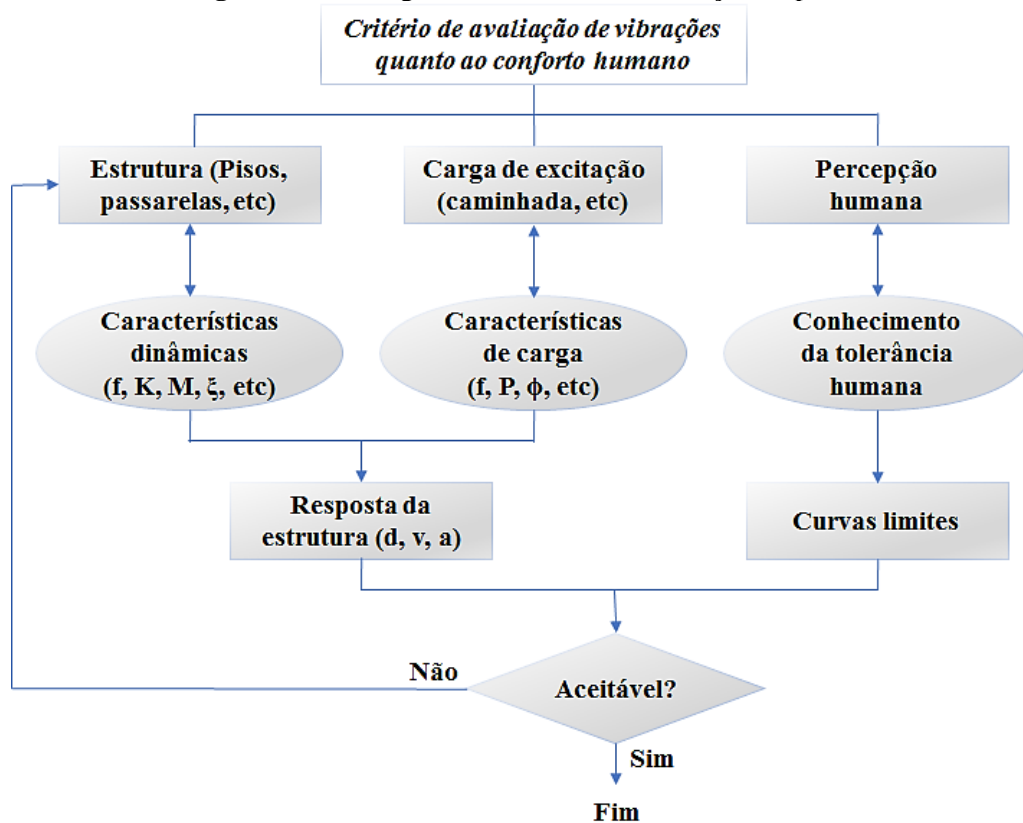 Critério de avaliação de vibrações
quanto ao conforto humano
Estrutura (Pisos,
passarelas, etc)
Carga de excitação
(caminhada, etc)
Percepção
humana
Características
dinâmicas
(f, K, M, ξ, etc)
Características
de carga
(f, P, ϕ, etc)
Conhecimento
da tolerância
humana
Resposta da
estrutura (d, v, a)
Curvas limites
Não
Aceitável?
Sim
Fim